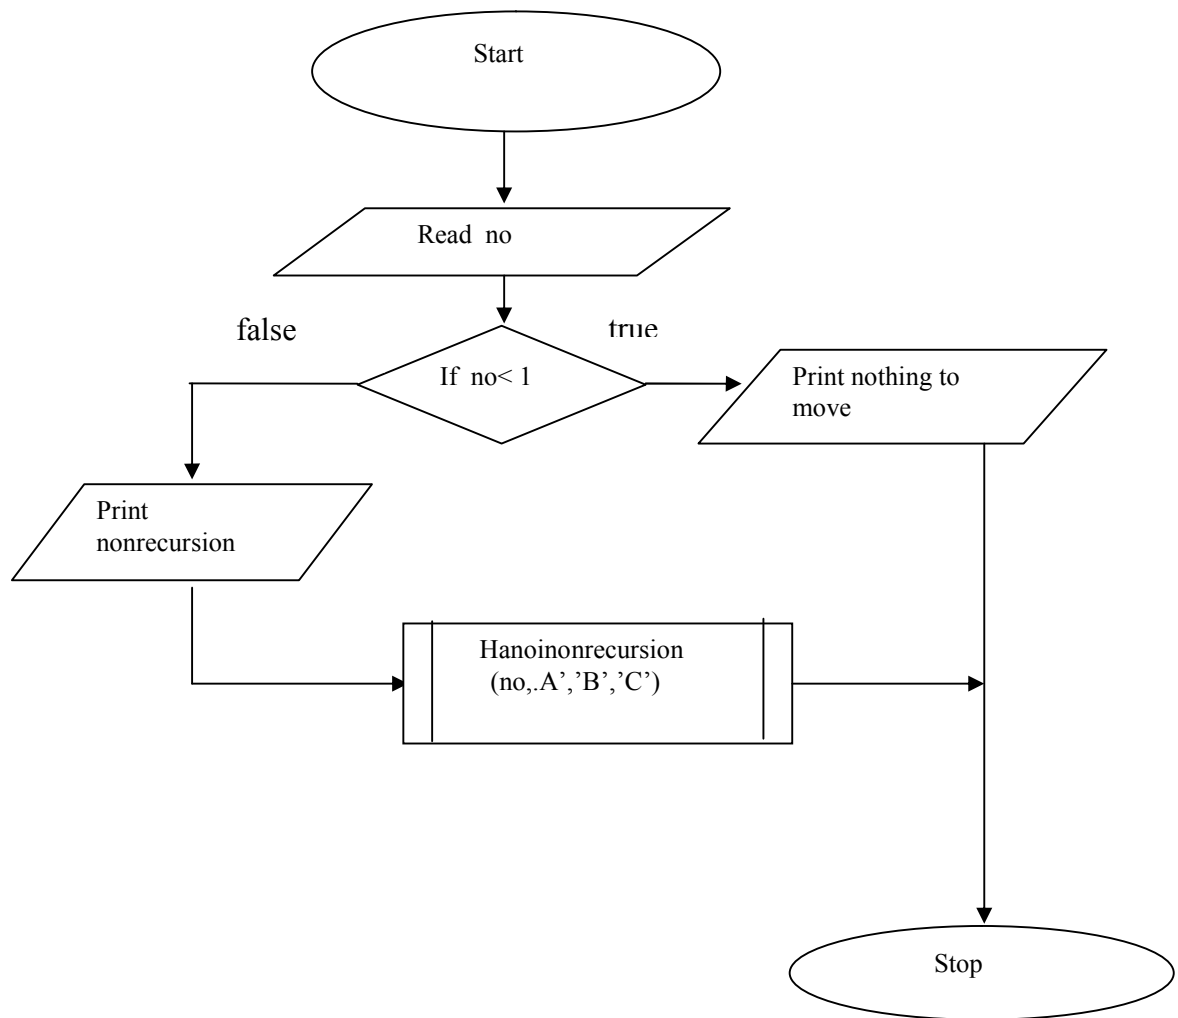 Start
Read no
false
true
If no< 1
Print nothing to
move
Print
nonrecursion
Hanoinonrecursion
(no,.A’,’B’,’C’)
Stop